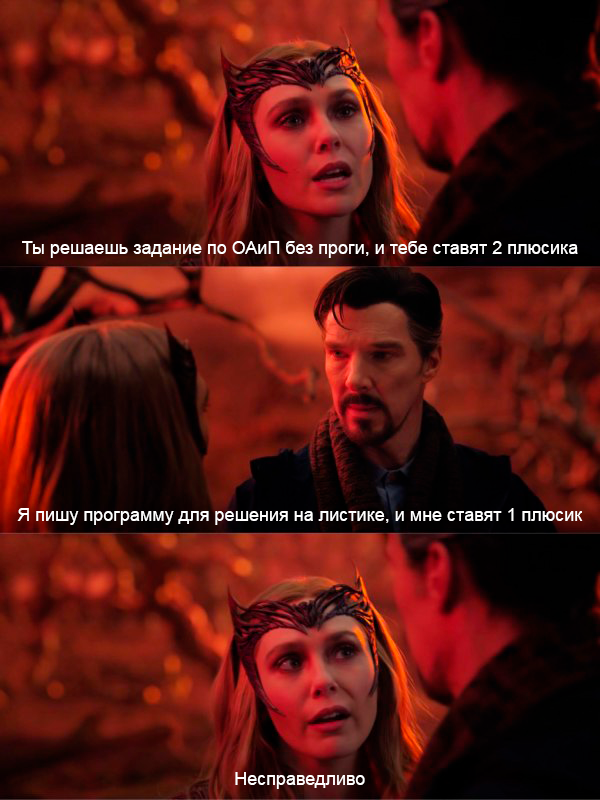 Ты решаешь задание по ОАиП без проги, и тебе ставят 2 плюсика
Я пишу программу для решения на листике, и мне ставят 1 плюсик
Несправедливо